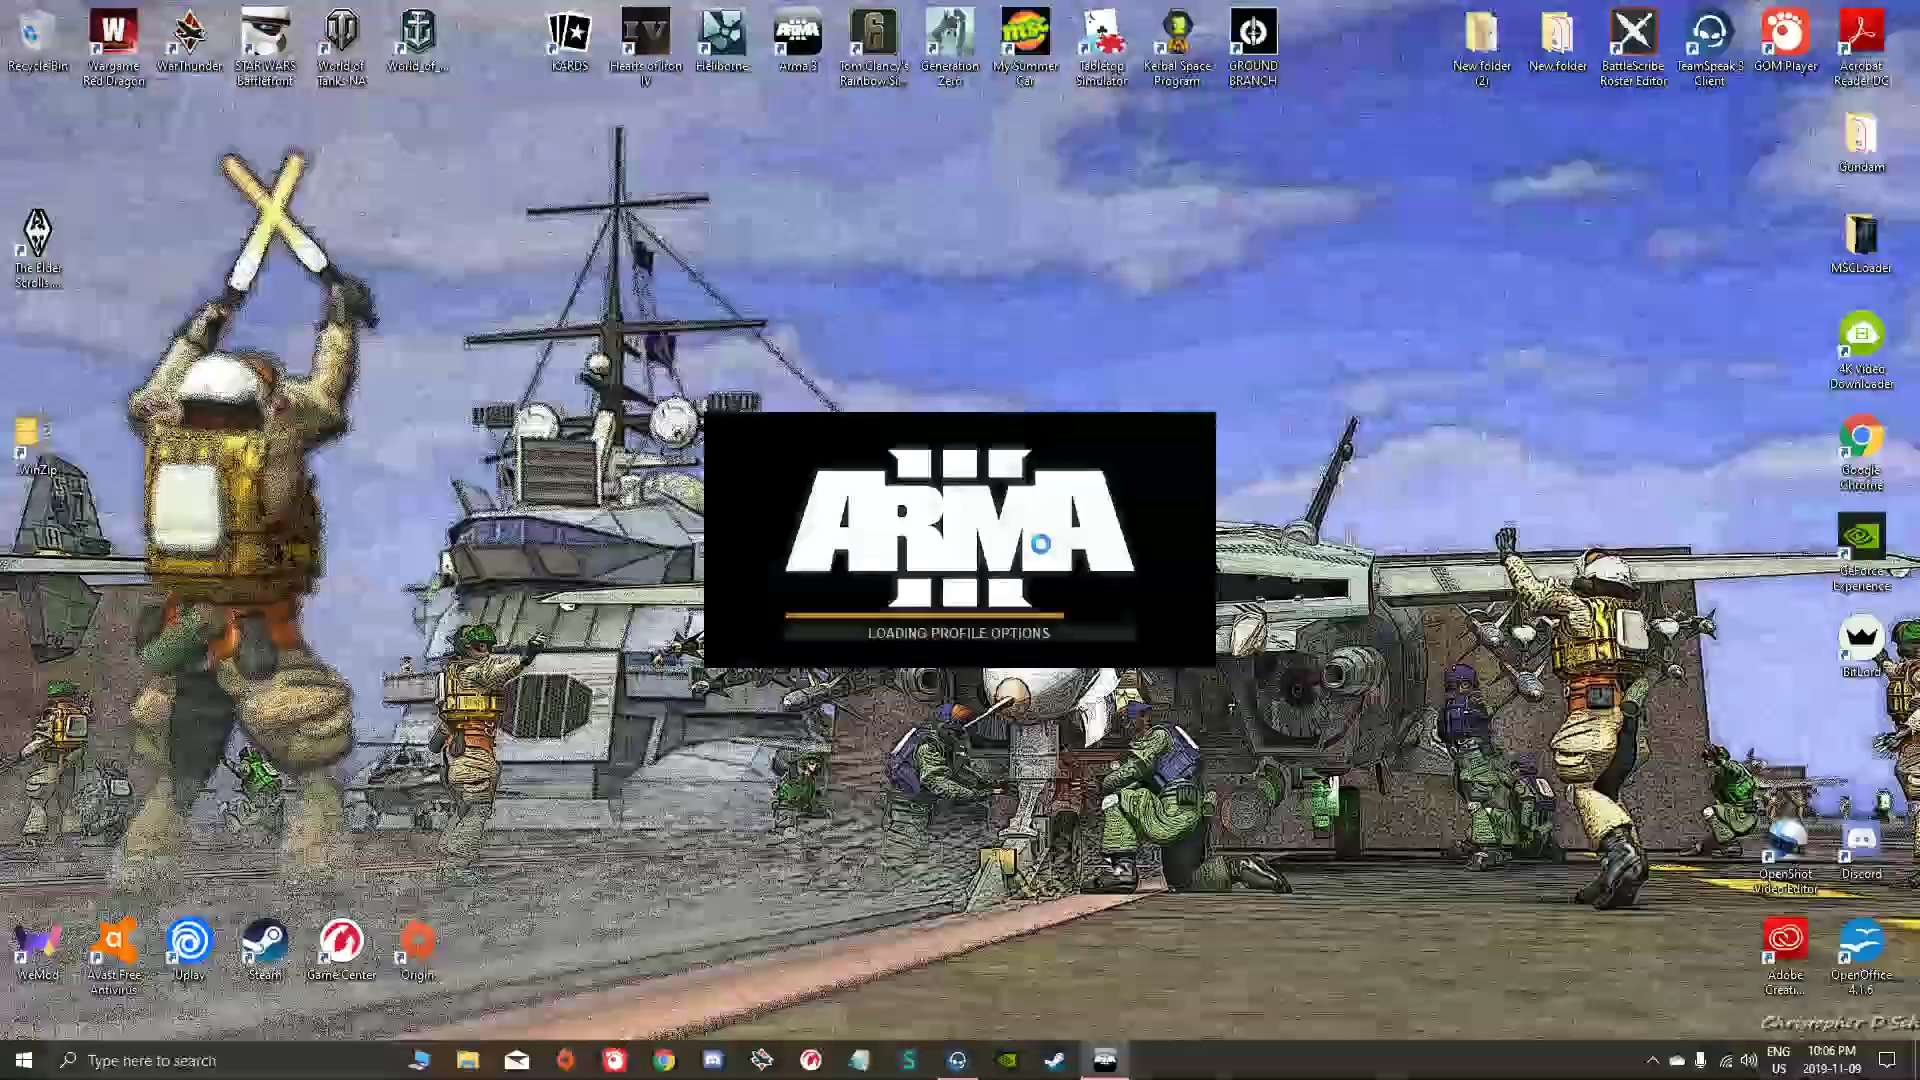 Recycle Bin
Wargame
Red Dragon
WarThunder
STAR WARS
Battlefront
World of
Tanks NA
World_of_...
KARDS
Hearts of Iron
IV
Heliborne
Arma 3
Tom Clancy's
Rainbow Si...
Generation
Zero
My Summer
Car
Tabletop
Simulator
Kerbal Space
Program
GROUND
BRANCH
New folder
(2)
New folder
BattleScribe
Roster Editor
TeamSpeak 3
Client
GOM Player
Acrobat
Reader DC
Gundam
The Elder
Scrolls...
MSCLoader
4K Video
Downloader
WinZip
Google
Chrome
ARMA
III
LOADING PROFILE OPTIONS
GeForce
Experience
BitLord
OpenShot
Video Editor
Discord
WeMod
Avast Free
Antivirus
Uplay
Steam
Game Center
Origin
Adobe
Creati...
OpenOffice
4.1.6
Christopher D Sch
Type here to search
ENG
US
10:06 PM
2019-11-09